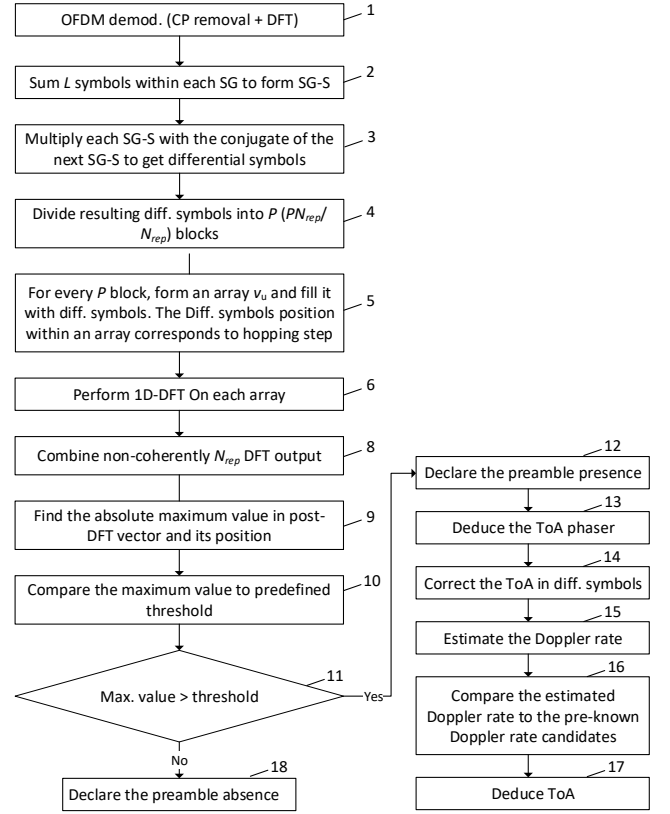 1
OFDM demod. (CP removal + DFT)
2
Sum L symbols within each SG to form SG-S
3
Multiply each SG-S with the conjugate of the
next SG-S to get differential symbols
4
Divide resulting diff. symbols into P (PNrep/
Nrep) blocks
5
For every P block, form an array vu and fill it
with diff. symbols. The Diff. symbols position
within an array corresponds to hopping step
6
Perform 1D-DFT On each array
8
Combine non-coherently Nrep DFT output
9
Find the absolute maximum value in post-
DFT vector and its position
10
Compare the maximum value to predefined
threshold
11
Max. value > threshold
Yes
No
18
Declare the preamble absence
12
Declare the preamble presence
13
Deduce the ToA phaser
14
Correct the ToA in diff. symbols
15
Estimate the Doppler rate
16
Compare the estimated
Doppler rate to the pre-known
Doppler rate candidates
17
Deduce ToA